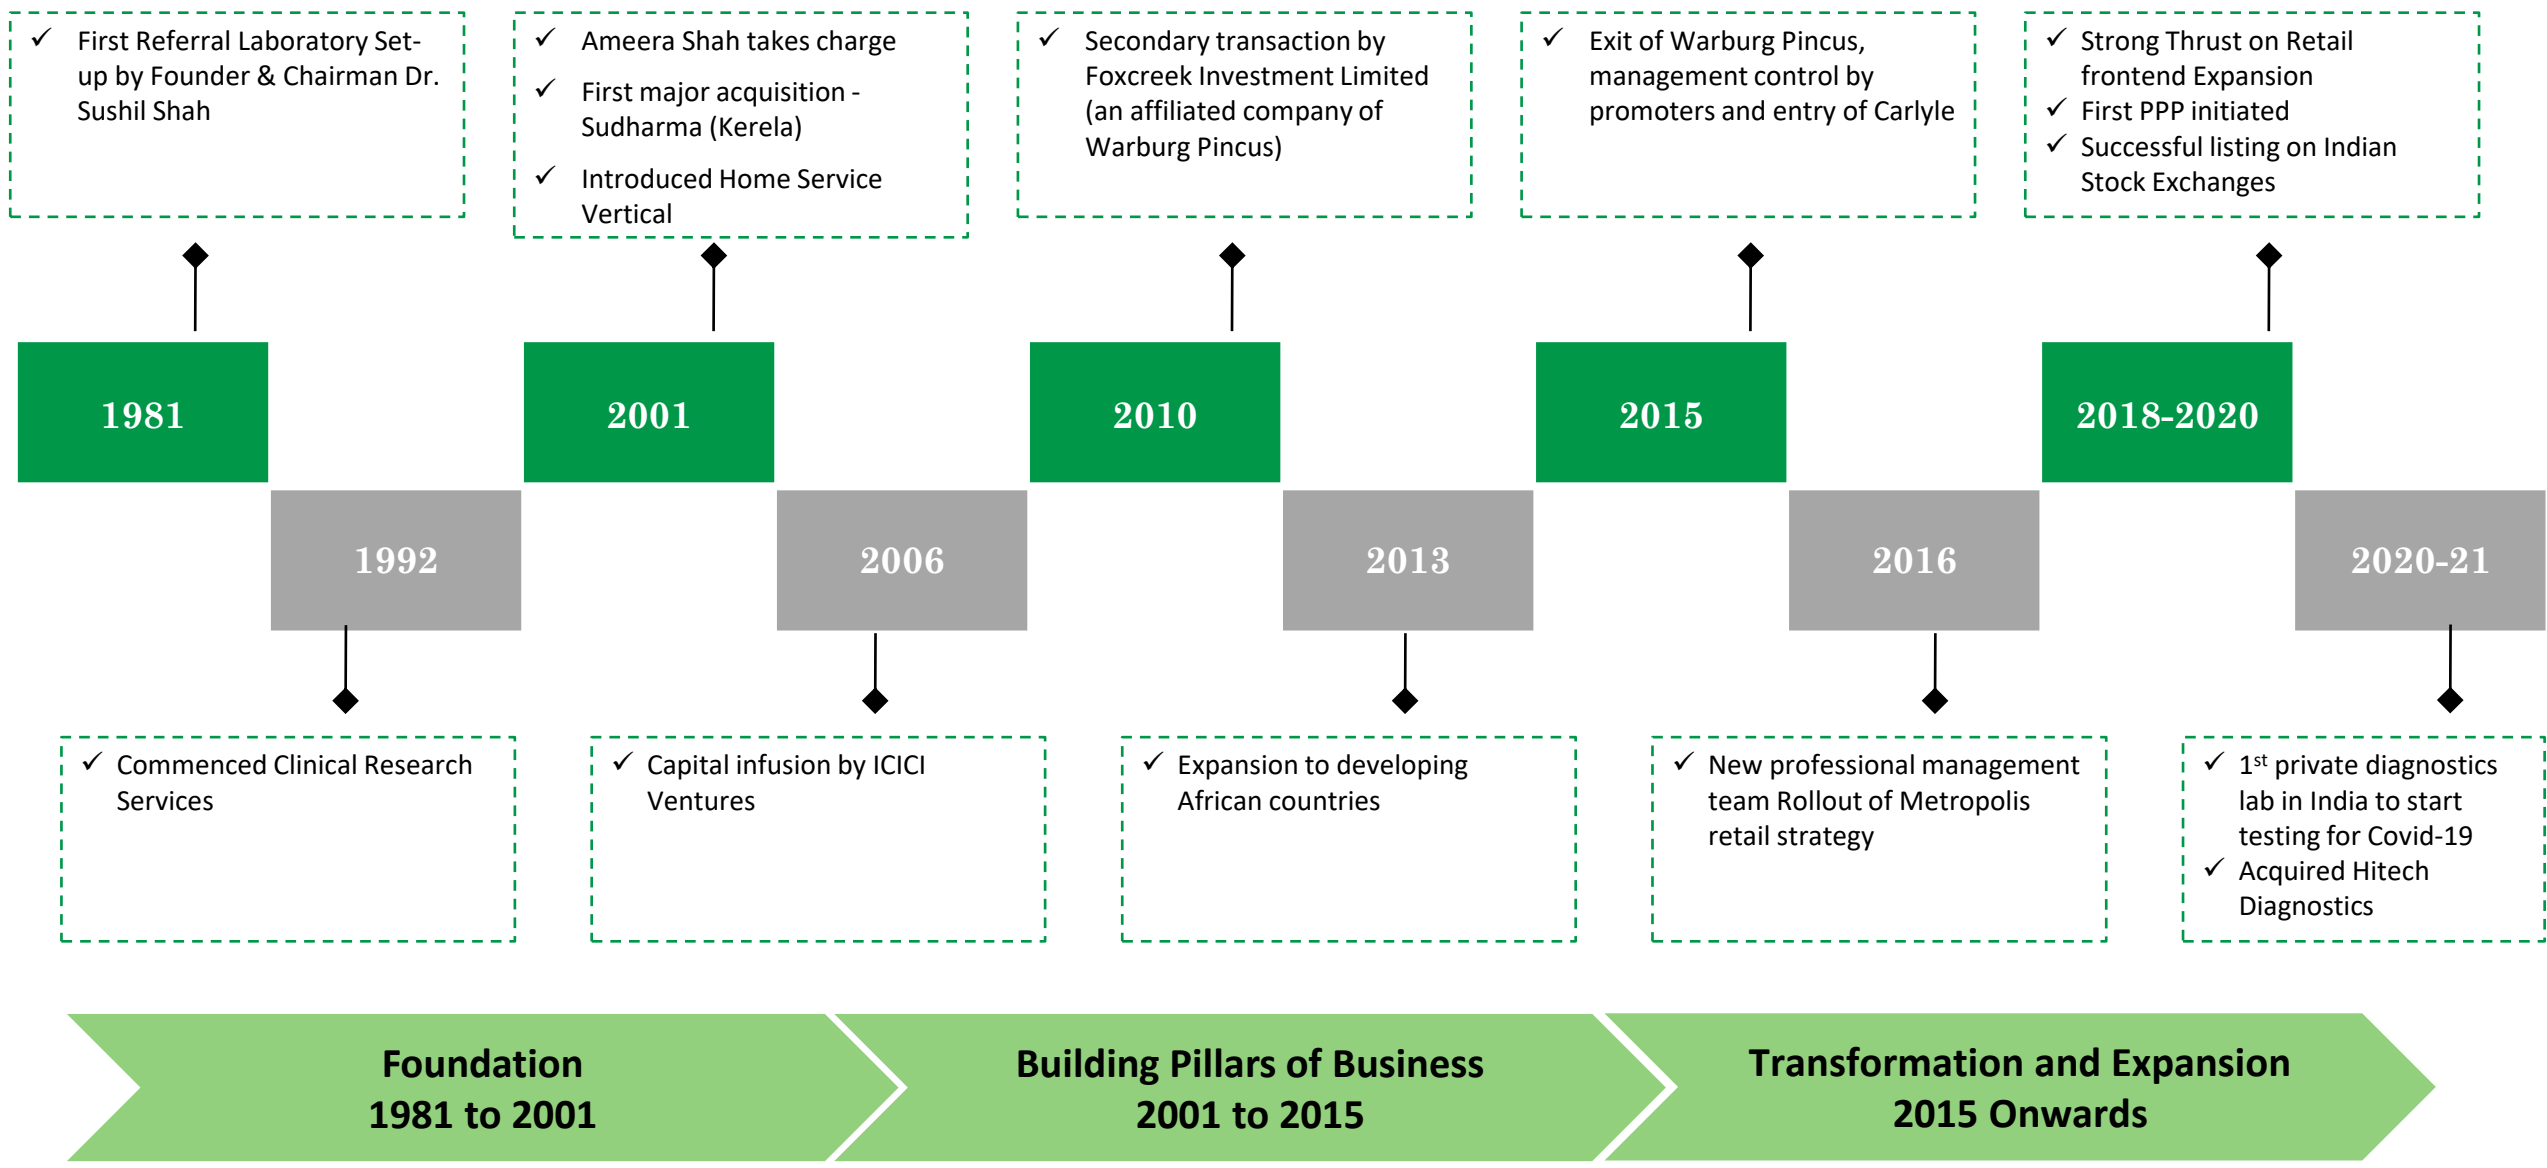 First Referral Laboratory Set-
up by Founder & Chairman Dr.
Sushil Shah
Ameera Shah takes charge
First major acquisition -
Sudharma (Kerela)
Introduced Home Service
Vertical
Secondary transaction by
Foxcreek Investment Limited
(an affiliated company of
Warburg Pincus)
Exit of Warburg Pincus,
management control by
promoters and entry of Carlyle
Strong Thrust on Retail
frontend Expansion
First PPP initiated
Successful listing on Indian
Stock Exchanges
1981
2001
2010
2015
2018-2020
1992
2006
2013
2016
2020-21
Commenced Clinical Research
Services
Capital infusion by ICICI
Ventures
Expansion to developing
African countries
New professional management
team Rollout of Metropolis
retail strategy
1st private diagnostics
lab in India to start
testing for Covid-19
Acquired Hitech
Diagnostics
Foundation
1981 to 2001
Building Pillars of Business
2001 to 2015
Transformation and Expansion
2015 Onwards